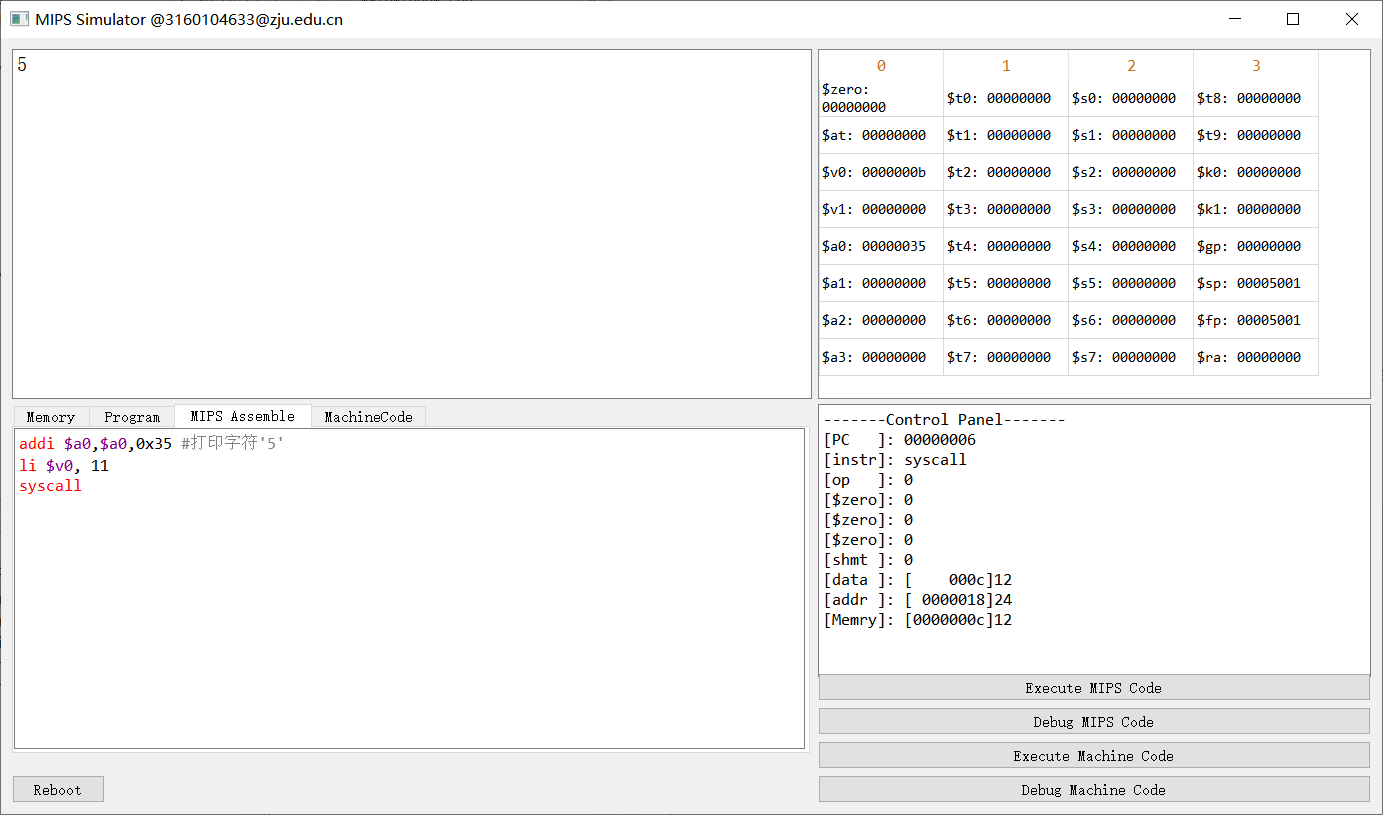 MIPS Simulator @3160104633@zju.edu.cn
5
0 1 2 3
$zero: 00000000 $t0: 00000000 $s0: 00000000 $t8: 00000000
$at: 00000000 $t1: 00000000 $s1: 00000000 $t9: 00000000
$v0: 0000000b $t2: 00000000 $s2: 00000000 $k0: 00000000
$v1: 00000000 $t3: 00000000 $s3: 00000000 $k1: 00000000
$a0: 00000035 $t4: 00000000 $s4: 00000000 $gp: 00000000
$a1: 00000000 $t5: 00000000 $s5: 00000000 $sp: 00005001
$a2: 00000000 $t6: 00000000 $s6: 00000000 $fp: 00005001
$a3: 00000000 $t7: 00000000 $s7: 00000000 $ra: 00000000
Memory Program MIPS Assemble MachineCode
addi $a0,$a0,0x35 #打印字符'5'
li $v0, 11
syscall
-------Control Panel-------
[PC   ]: 00000006
[instr]: syscall
[op   ]: 0
[$zero]: 0
[$zero]: 0
[$zero]: 0
[shmt ]: 0
[data ]: [    000c]12
[addr ]: [ 0000018]24
[Memry]: [0000000c]12
Execute MIPS Code
Debug MIPS Code
Execute Machine Code
Debug Machine Code
Reboot